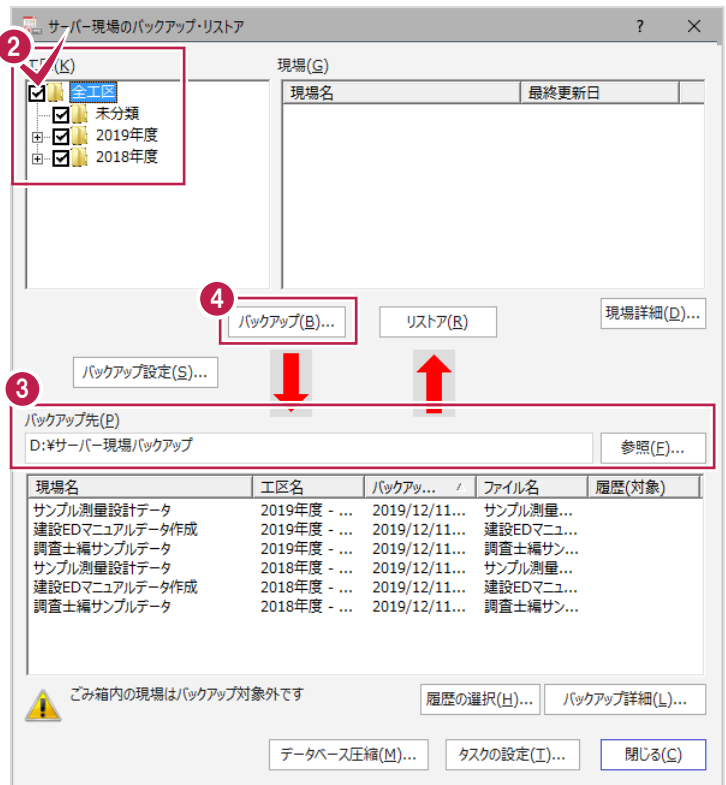 サーバー現場のバックアップ・リストア ? ×
2
(K) 現場(G)
全工区
未分類
2019年度
2018年度
現場名 最終更新日
4
バックアップ(B)... リストア(R) 現場詳細(D)...
バックアップ設定(S)...
3
バックアップ先(P)
D:¥サーバー現場バックアップ 参照(F)...
現場名 工区名 バックアッ... ファイル名 履歴(対象)
サンプル測量設計データ 2019年度 - ... 2019/12/11... サンプル測量...
建設EDマニュアルデータ作成 2019年度 - ... 2019/12/11... 建設EDマニュ...
調査士編サンプルデータ 2019年度 - ... 2019/12/11... 調査士編サン...
サンプル測量設計データ 2018年度 - ... 2019/12/11... サンプル測量...
建設EDマニュアルデータ作成 2018年度 - ... 2019/12/11... 建設EDマニュ...
調査士編サンプルデータ 2018年度 - ... 2019/12/11... 調査士編サン...
ごみ箱内の現場はバックアップ対象外です
履歴の選択(H)... バックアップ詳細(L)...
データベース圧縮(M)... タスクの設定(T)... 閉じる(C)